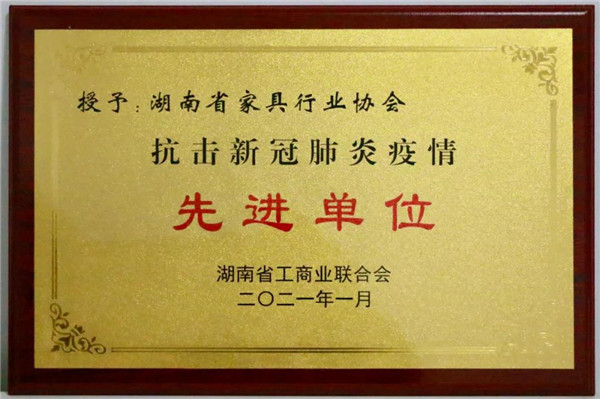 授予：湖南省家具行业协会
抗击新冠肺炎疫情
先进单位
湖南省工商业联合会
二〇二一年一月